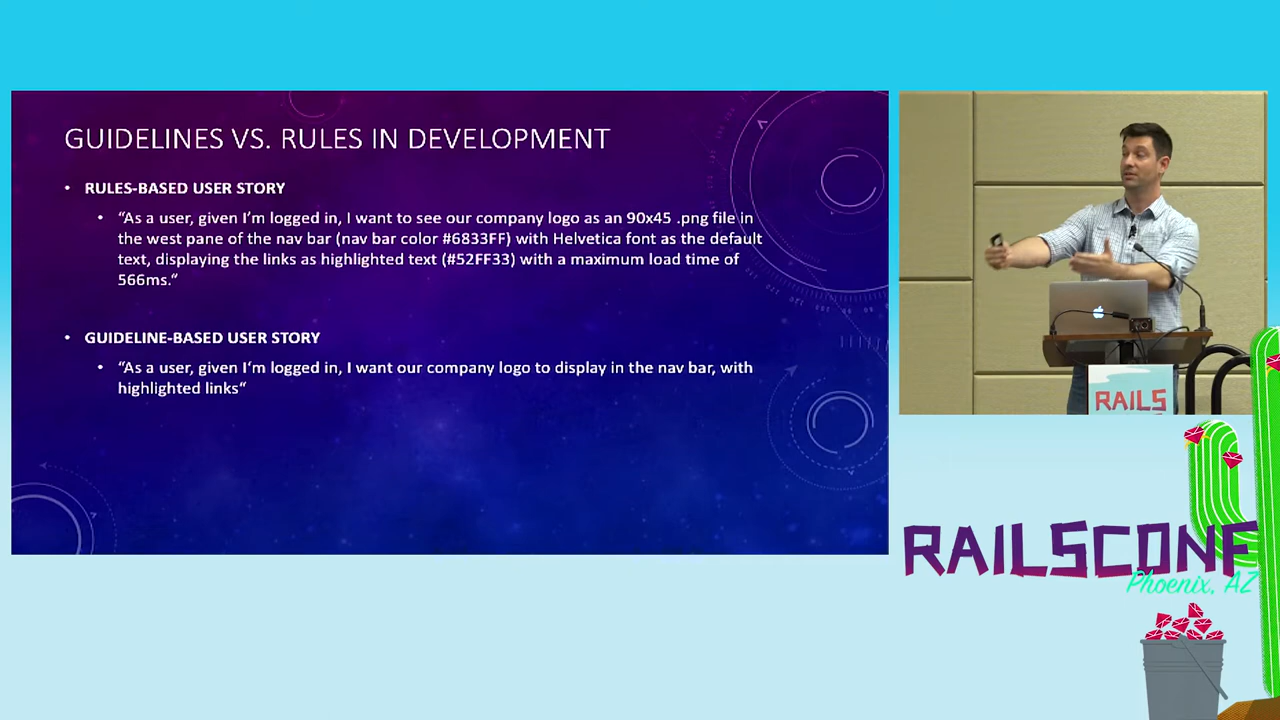 GUIDELINES VS. RULES IN DEVELOPMENT
• RULES-BASED USER STORY
• “As a user, given I’m logged in, I want to see our company logo as an 90x45 .png file in
the west pane of the nav bar (nav bar color #6833FF) with Helvetica font as the default
text, displaying the links as highlighted text (#52FF33) with a maximum load time of
566ms.“
• GUIDELINE-BASED USER STORY
• “As a user, given I‘m logged in, I want our company logo to display in the nav bar, with
highlighted links“
RAILS
RAILSCONF
Phoenix, AZ